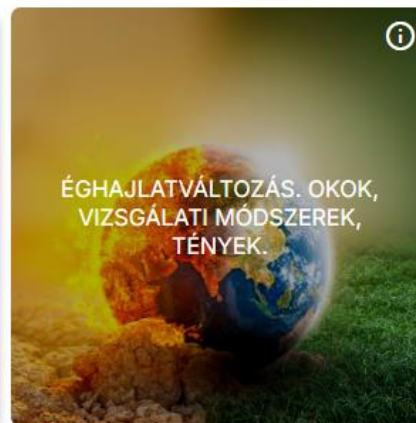 ÉGHAJLATVÁLTOZÁS. OKOK,
VIZSGÁLATI MÓDSZEREK,
TÉNYEK.